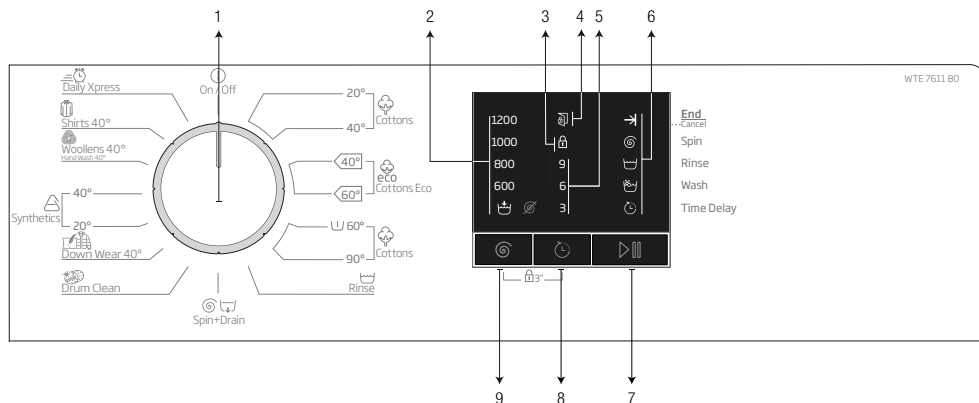 1
2
3
4
5
6
WTE 7611 B0
Daily Xpress
On / Off
Shirts 40°
Woollens 40°
Hand Wash 40°
40°
Synthetics
20°
Down Wear 40°
Drum Clean
Spin+Drain
20°
Cottons
40°
40°
eco
Cottons Eco
60°
60°
Cottons
90°
Rinse
1200
1000
800
600
9
6
3
End
Cancel
Spin
Rinse
Wash
Time Delay
3"
9
8
7